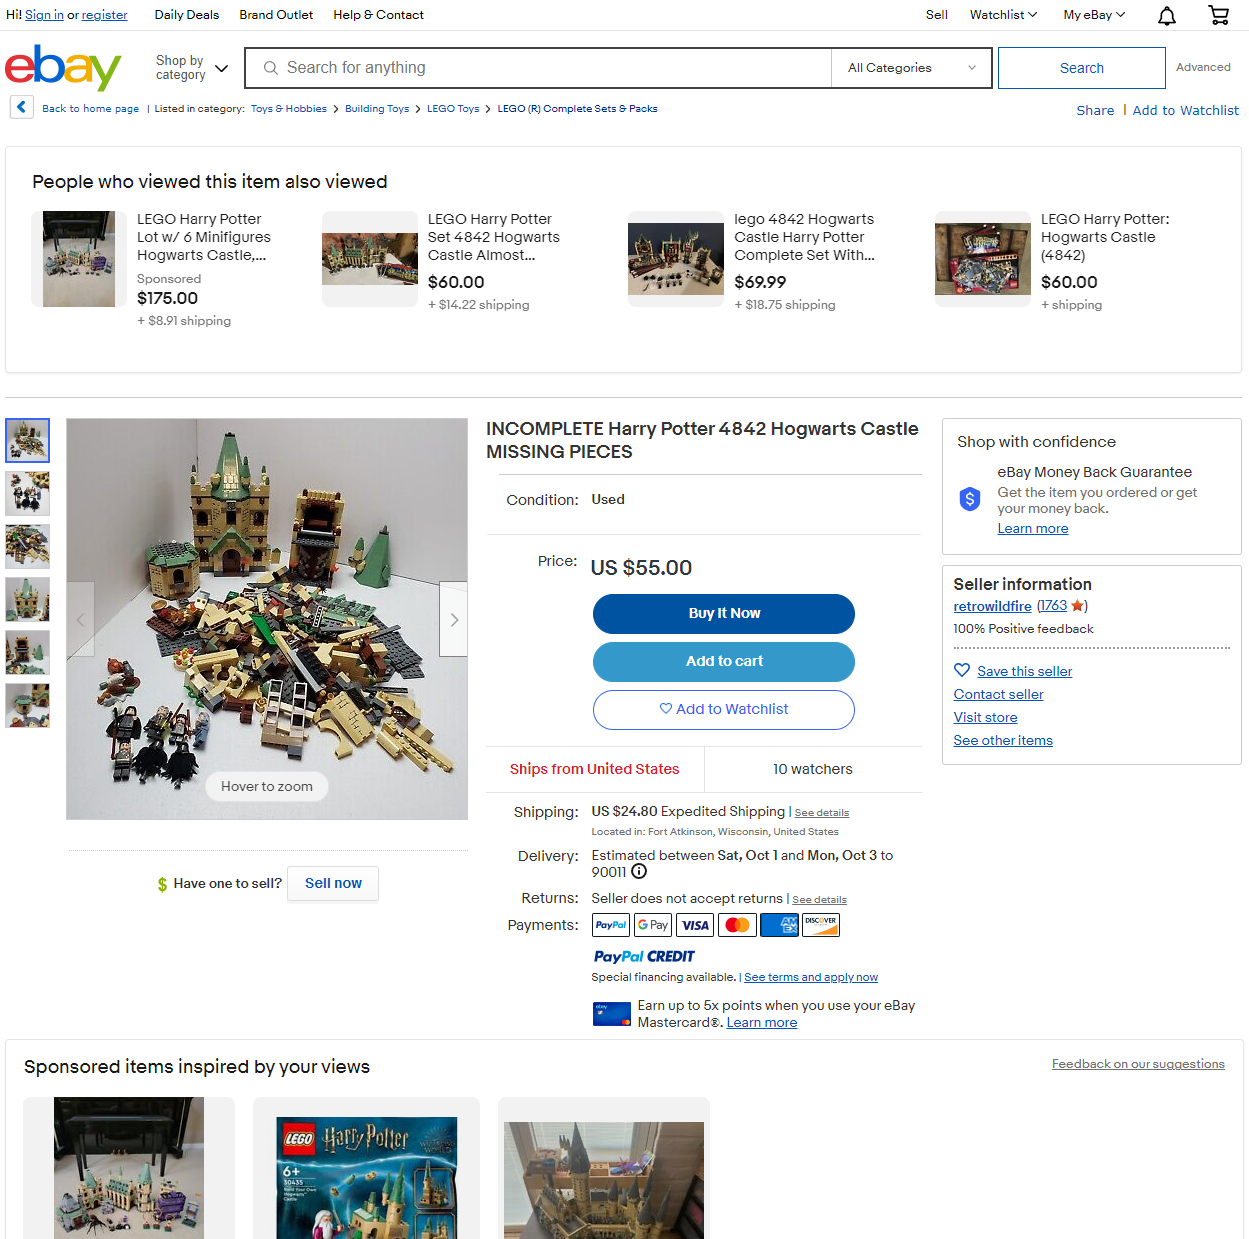 Hi! Sign in or register
Daily Deals
Brand Outlet
Help & Contact
Sell
Watchlist
My eBay
ebay
Shop by
category
Search for anything
All Categories
Search
Advanced
Back to home page | Listed in category: Toys & Hobbies > Building Toys > LEGO Toys > LEGO (R) Complete Sets & Packs
Share | Add to Watchlist
People who viewed this item also viewed
LEGO Harry Potter
Lot w/ 6 Minifigures
Hogwarts Castle,...
Sponsored
$175.00
+ $8.91 shipping
LEGO Harry Potter
Set 4842 Hogwarts
Castle Almost...
$60.00
+ $14.22 shipping
lego 4842 Hogwarts
Castle Harry Potter
Complete Set With...
$69.99
+ $18.75 shipping
LEGO Harry Potter:
Hogwarts Castle
(4842)
$60.00
+ shipping
Hover to zoom
$ Have one to sell?
Sell now
INCOMPLETE Harry Potter 4842 Hogwarts Castle
MISSING PIECES
Condition: Used
Price: US $55.00
Buy It Now
Add to cart
Add to Watchlist
Ships from United States
10 watchers
Shipping: US $24.80 Expedited Shipping | See details
Located in: Fort Atkinson, Wisconsin, United States
Delivery: Estimated between Sat, Oct 1 and Mon, Oct 3 to
90011
Returns: Seller does not accept returns | See details
Payments: PayPal G Pay VISA AM EX DISCOVER
PayPal CREDIT
Special financing available. | See terms and apply now
Earn up to 5x points when you use your eBay
Mastercard®. Learn more
Shop with confidence
eBay Money Back Guarantee
Get the item you ordered or get
your money back.
Learn more
Seller information
retrowildfire (1763)
100% Positive feedback
Save this seller
Contact seller
Visit store
See other items
Sponsored items inspired by your views
Feedback on our suggestions
LEGO Harry Potter
6+
30435
Build Your Own
Hogwarts
Castle